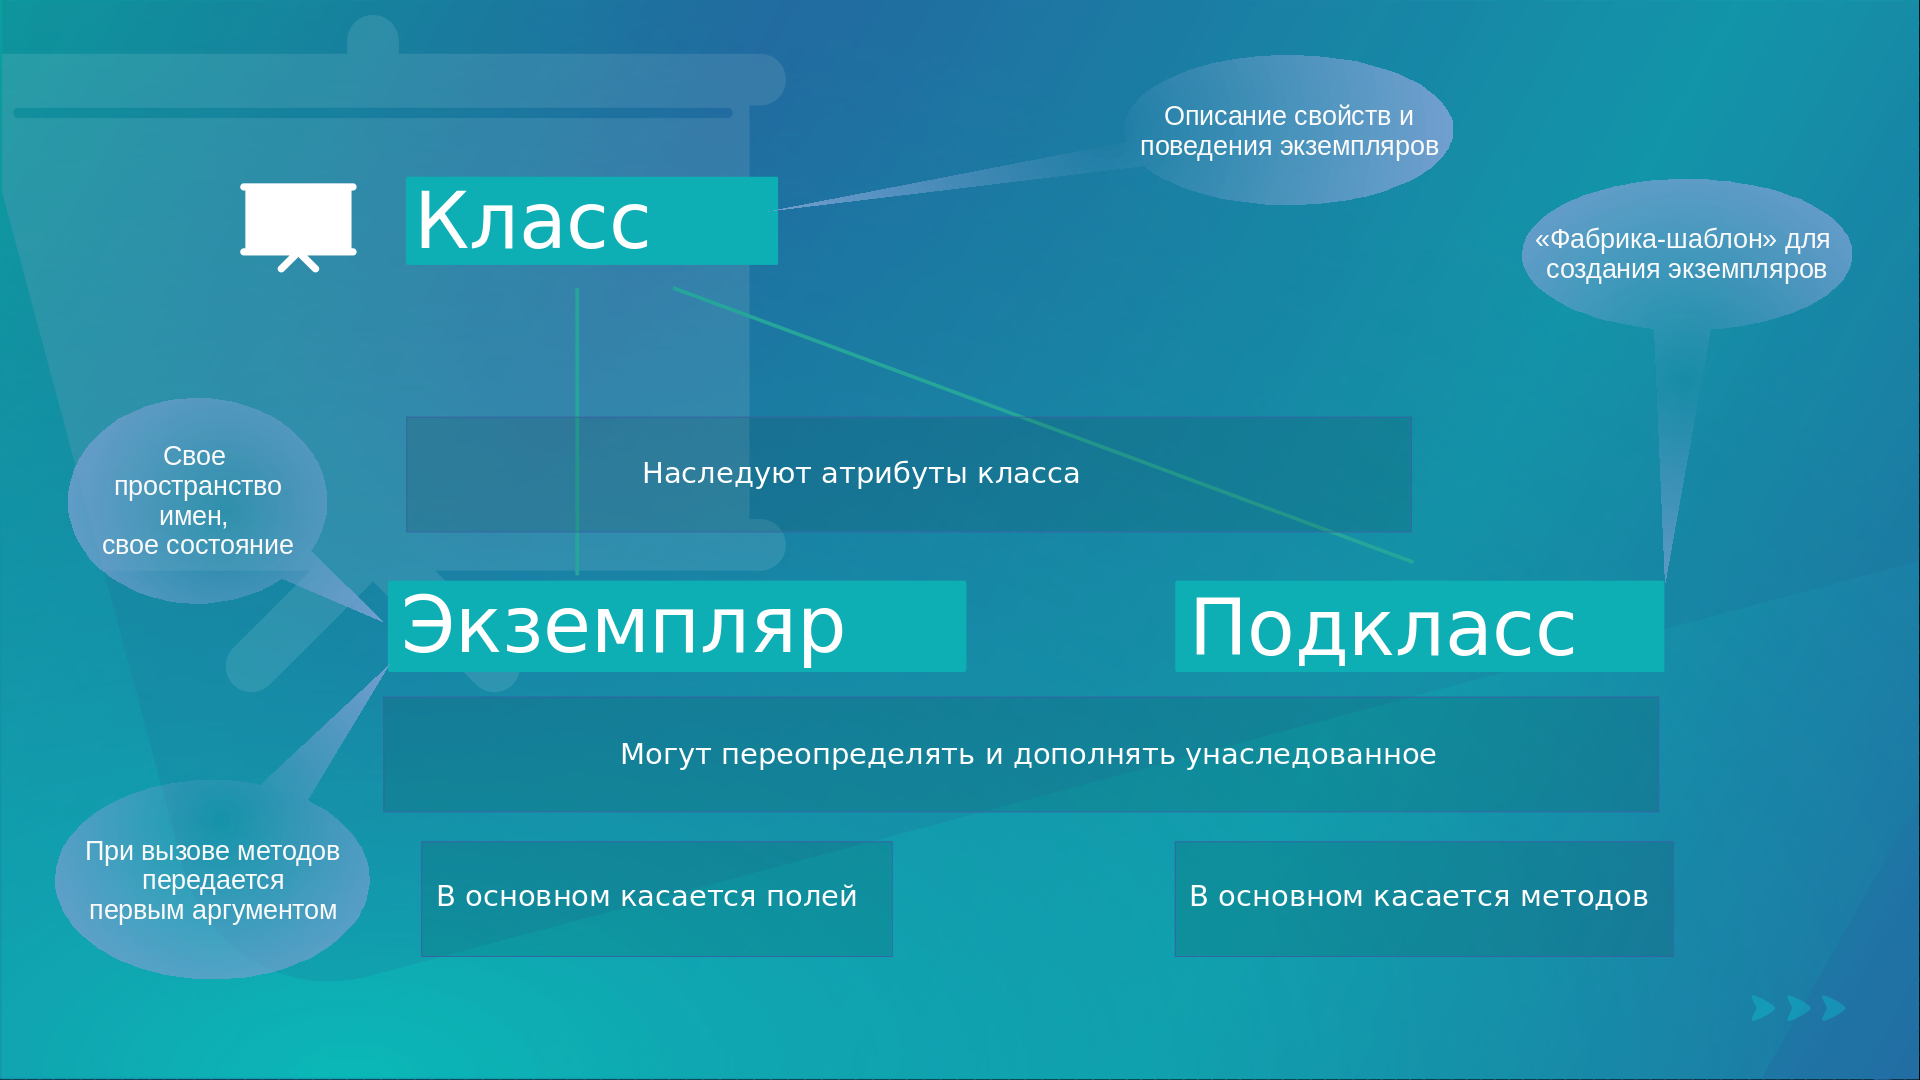 Описание свойств и
поведения экземпляров
Класс
«Фабрика-шаблон» для
создания экземпляров
Свое
пространство
имен,
свое состояние
Наследуют атрибуты класса
Экземпляр
Подкласс
Могут переопределять и дополнять унаследованное
При вызове методов
передается
первым аргументом
В основном касается полей
В основном касается методов